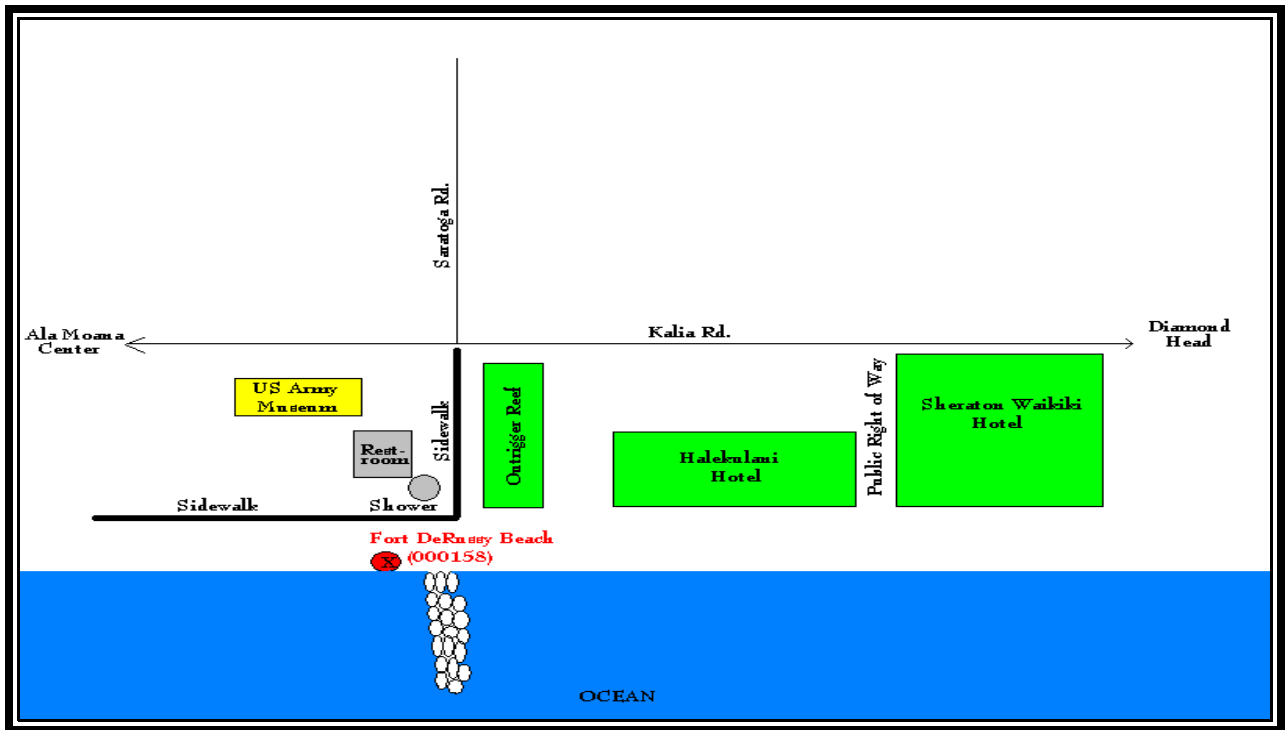 Saratoga Rd.
Ala Moana
Center
Kalia Rd.
Diamond
Head
US Army
Museum
Rest-
room
Sidewalk
Outrigger Reef
Halekulani
Hotel
Public Right of Way
Sheraton Waikiki
Hotel
Sidewalk
Shower
Fort DeRussy Beach
(000158)
X
OCEAN